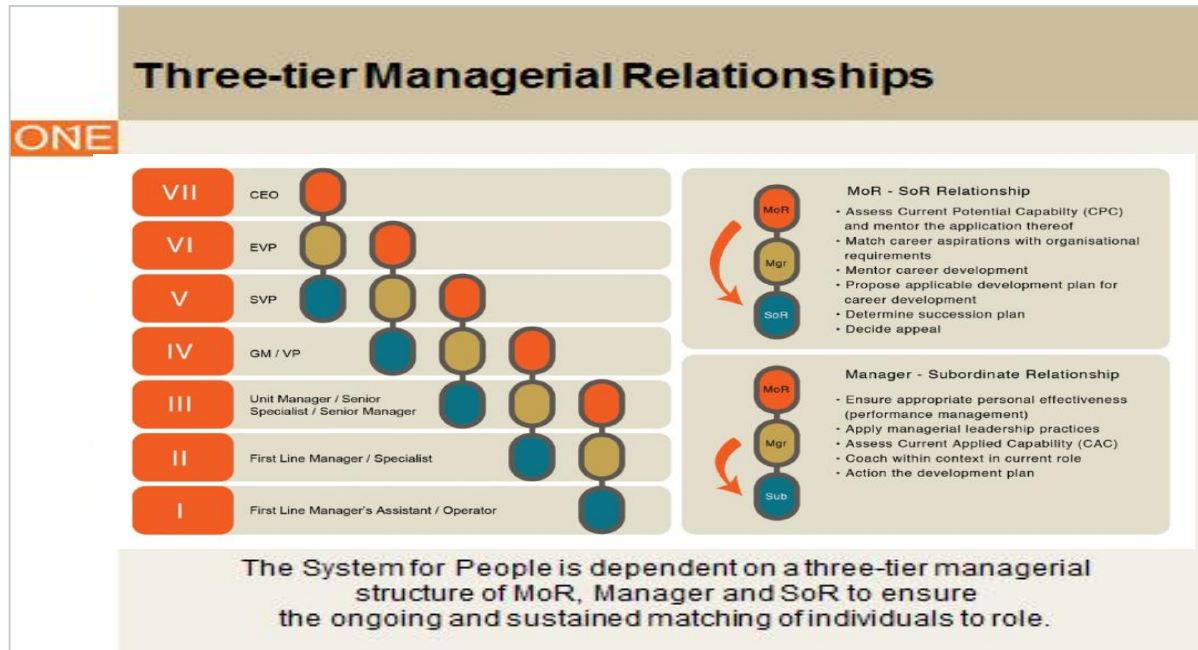 Three-tier Managerial Relationships
ONE
VII
CEO
VI
EVP
V
SVP
IV
GM / VP
III
Unit Manager / Senior
Specialist / Senior Manager
II
First Line Manager / Specialist
I
First Line Manager's Assistant / Operator
MoR
Mgr
SoR
MoR - SoR Relationship
• Assess Current Potential Capabilty (CPC)
and mentor the application thereof
• Match career aspirations with organisational
requirements
• Mentor career development
• Propose applicable development plan for
career development
• Determine succession plan
• Decide appeal
MoR
Mgr
Sub
Manager - Subordinate Relationship
• Ensure appropriate personal effectiveness
(performance management)
• Apply managerial leadership practices
• Assess Current Applied Capability (CAC)
• Coach within context in current role
• Action the development plan
The System for People is dependent on a three-tier managerial
structure of MoR, Manager and SoR to ensure
the ongoing and sustained matching of individuals to role.